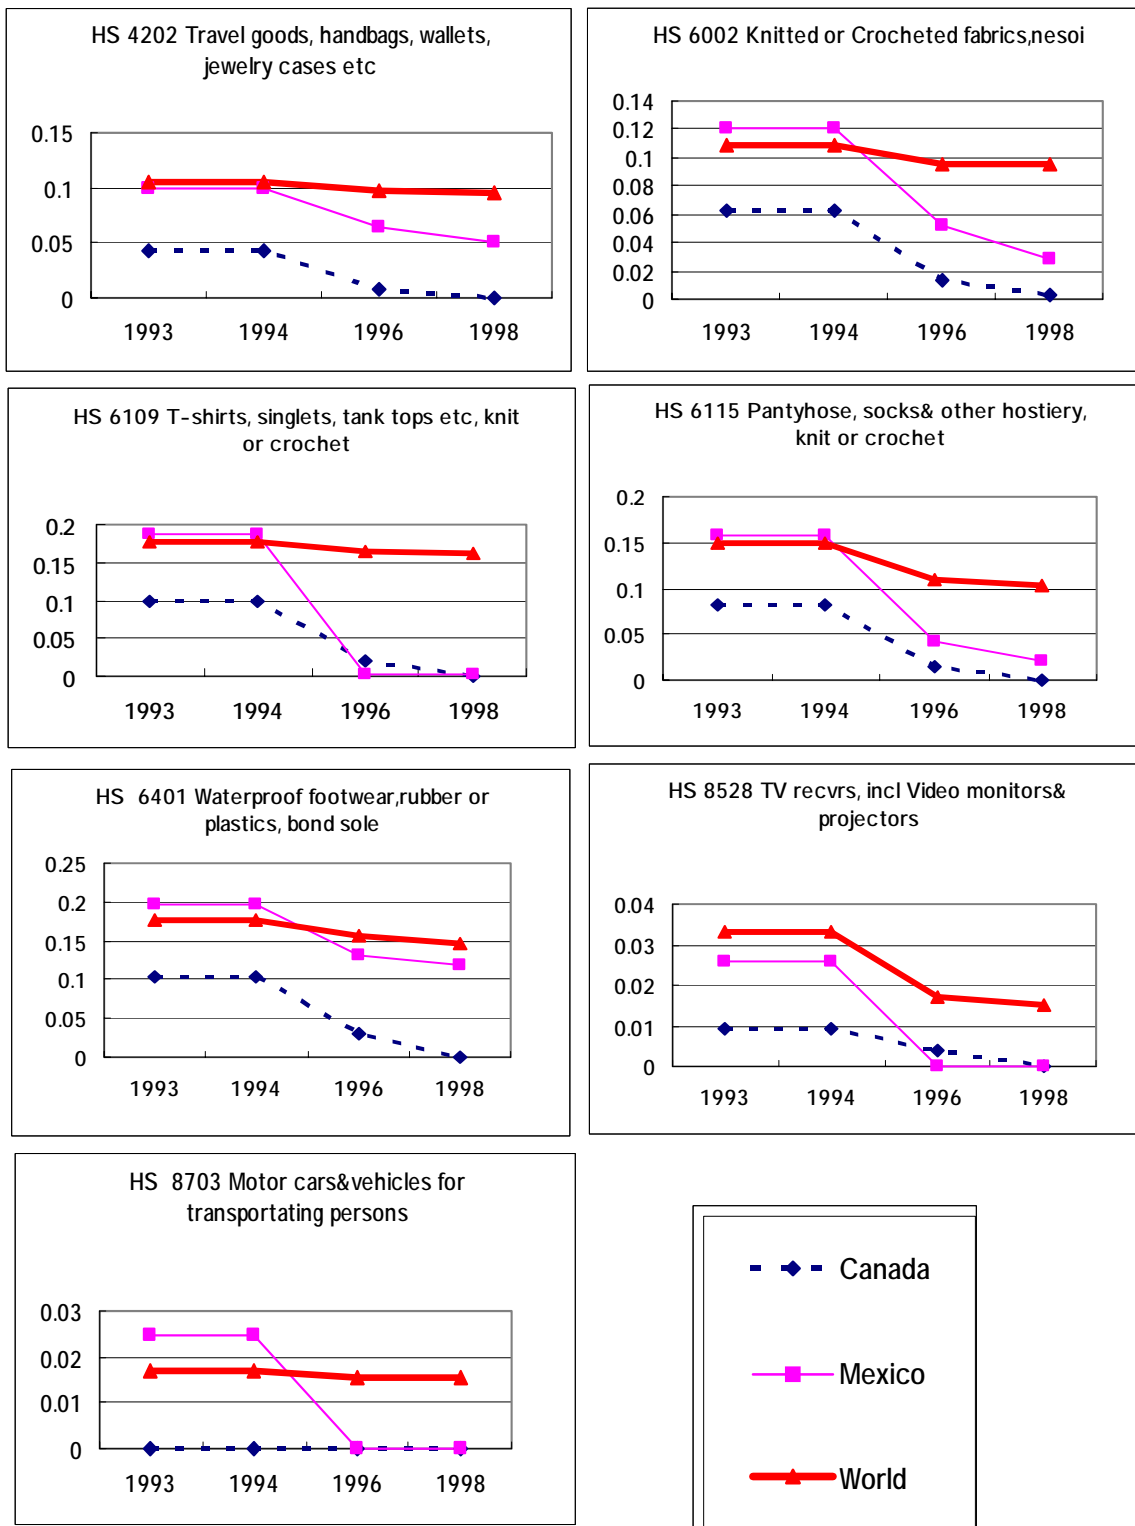 HS 4202 Travel goods, handbags, wallets,
jewelry cases etc
0.15
0.1
0.05
0
1993 1994 1996 1998
HS 6002 Knitted or Crocheted fabrics,nesoi
0.14
0.12
0.1
0.08
0.06
0.04
0.02
0
1993 1994 1996 1998
HS 6109 T-shirts, singlets, tank tops etc, knit
or crochet
0.2
0.15
0.1
0.05
0
1993 1994 1996 1998
HS 6115 Pantyhose, socks& other hostiery,
knit or crochet
0.2
0.15
0.1
0.05
0
1993 1994 1996 1998
HS 6401 Waterproof footwear,rubber or
plastics, bond sole
0.25
0.2
0.15
0.1
0.05
0
1993 1994 1996 1998
HS 8528 TV recvrs, incl Video monitors&
projectors
0.04
0.03
0.02
0.01
0
1993 1994 1996 1998
HS 8703 Motor cars&vehicles for
transportating persons
0.03
0.02
0.01
0
1993 1994 1996 1998
Canada
Mexico
World